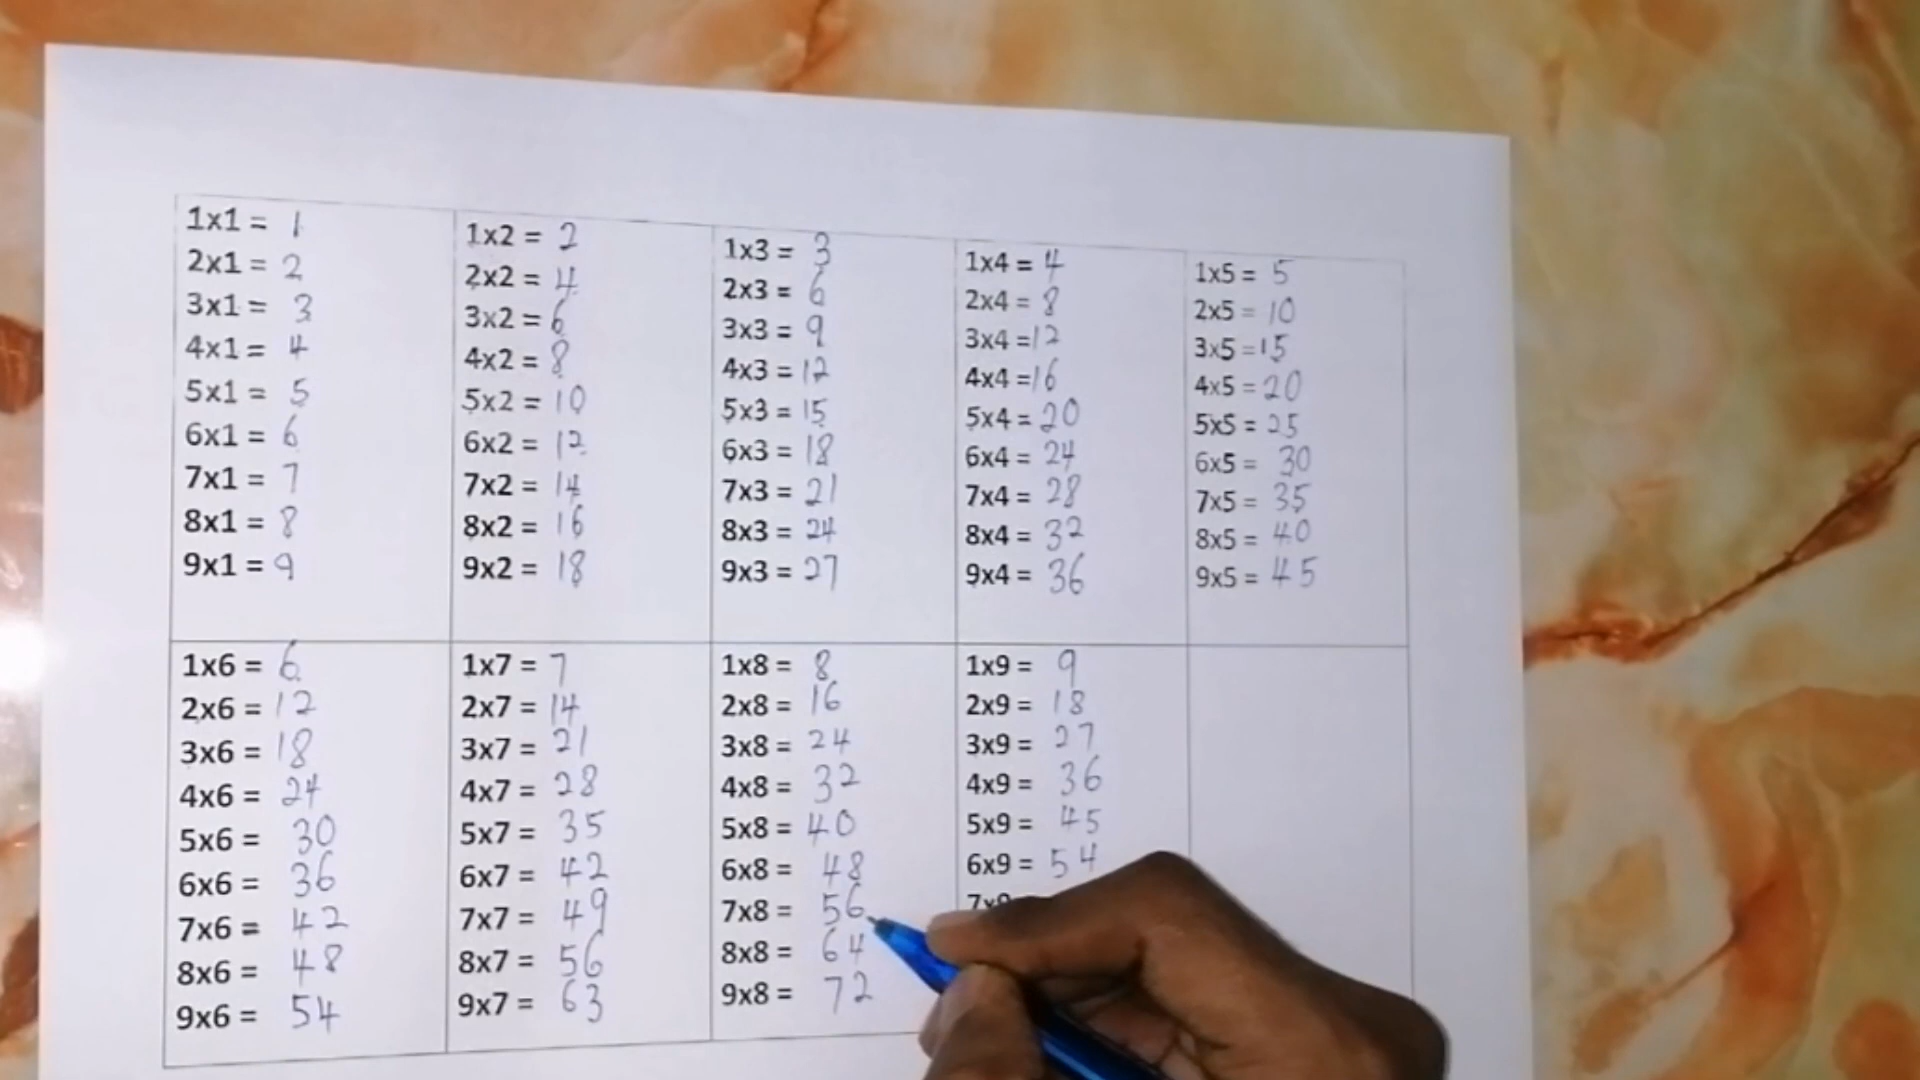 1x1 = 1
2x1 = 2
3x1 = 3
4x1 = 4
5x1 = 5
6x1 = 6
7x1 = 7
8x1 = 8
9x1 = 9
1x2 = 2
2x2 = 4
3x2 = 6
4x2 = 8
5x2 = 10
6x2 = 12
7x2 = 14
8x2 = 16
9x2 = 18
1x3 = 3
2x3 = 6
3x3 = 9
4x3 = 12
5x3 = 15
6x3 = 18
7x3 = 21
8x3 = 24
9x3 = 27
1x4 = 4
2x4 = 8
3x4 =12
4x4 =16
5x4 = 20
6x4 = 24
7x4 = 28
8x4 = 32
9x4 = 36
1x5 = 5
2x5 = 10
3x5 =15
4x5 = 20
5x5 = 25
6x5 = 30
7x5 = 35
8x5 = 40
9x5 = 45
1x6 = 6
2x6 = 12
3x6 = 18
4x6 = 24
5x6 = 30
6x6 = 36
7x6 = 42
8x6 = 48
9x6 = 54
1x7 = 7
2x7 = 14
3x7 = 21
4x7 = 28
5x7 = 35
6x7 = 42
7x7 = 49
8x7 = 56
9x7 = 63
1x8 = 8
2x8 = 16
3x8 = 24
4x8 = 32
5x8 = 40
6x8 = 48
7x8 = 56
8x8 = 64
9x8 = 72
1x9 = 9
2x9 = 18
3x9 = 27
4x9 = 36
5x9 = 45
6x9 = 54